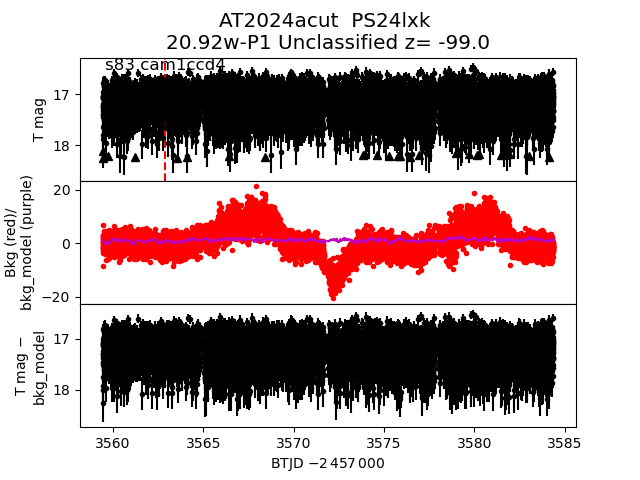 AT2024acut  PS24lxk
20.92w-P1 Unclassified z= -99.0
s83 cam1ccd4
T mag
17
18
Bkg (red)/
bkg_model (purple)
20
0
−20
T mag −
bkg_model
17
18
3560 3565 3570 3575 3580 3585
BTJD −2 457 000